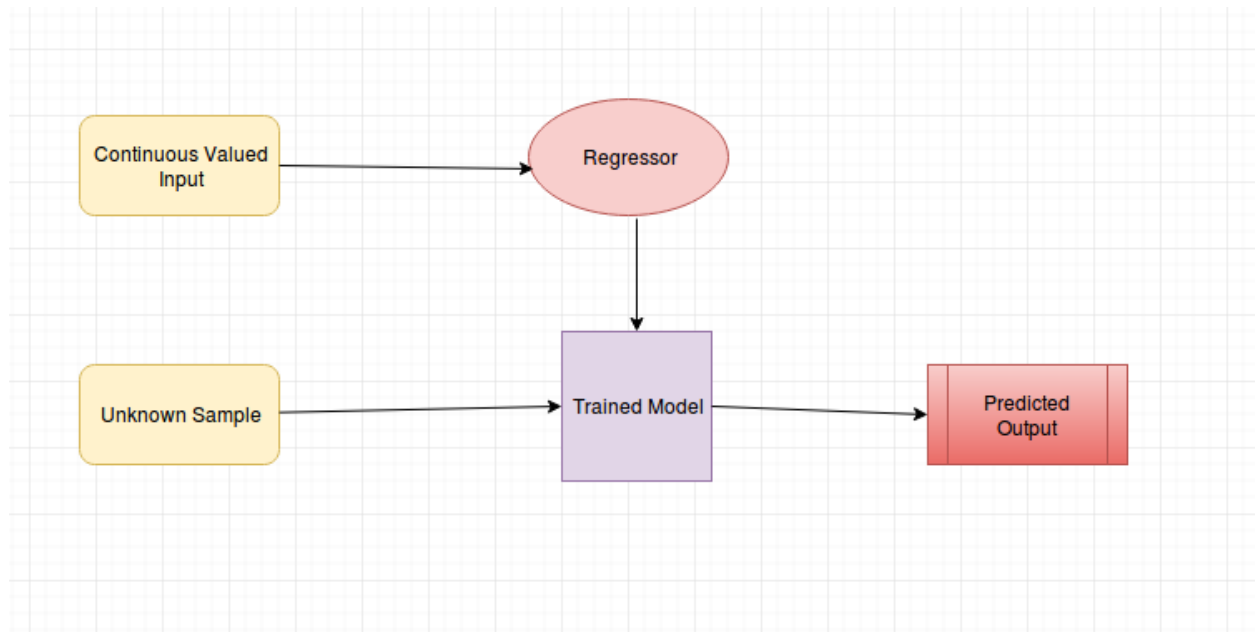 Continuous Valued
Input
Regressor
Unknown Sample
Trained Model
Predicted
Output